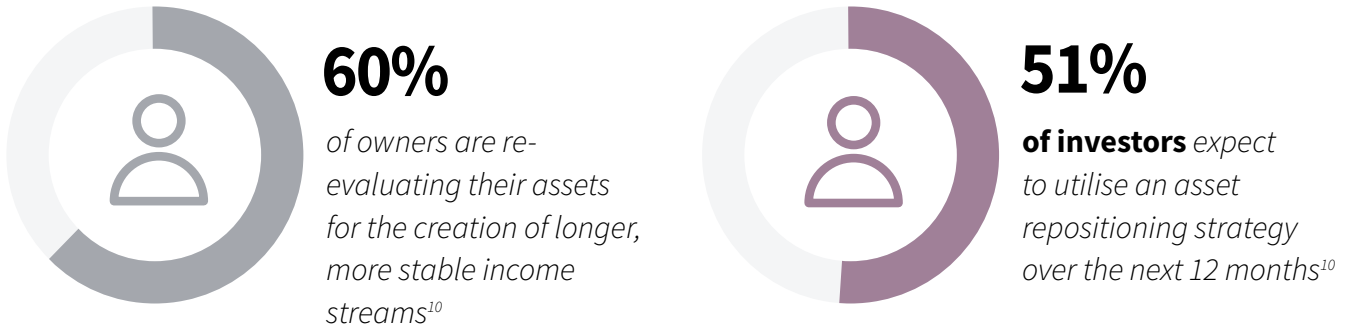 60%
of owners are re-
evaluating their assets
for the creation of longer,
more stable income
streams10
51%
of investors expect
to utilise an asset
repositioning strategy
over the next 12 months10